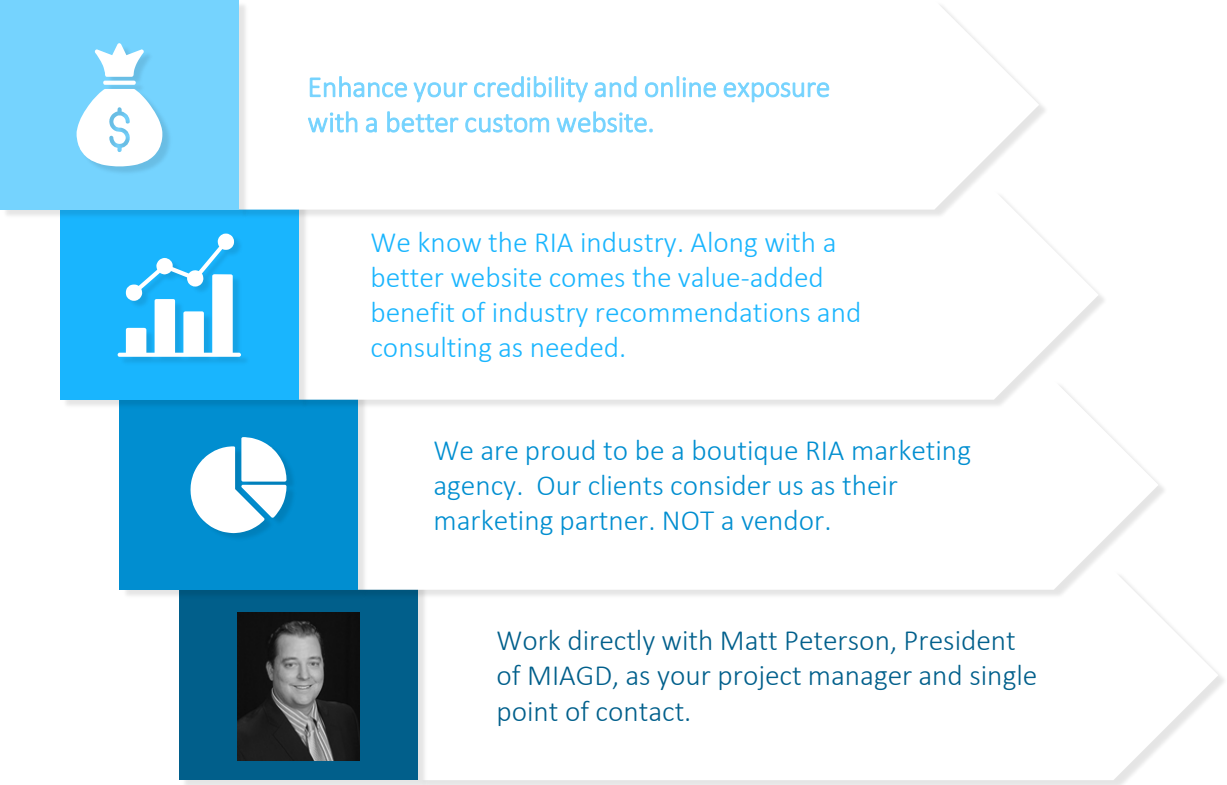 $
Enhance your credibility and online exposure
with a better custom website.
We know the RIA industry. Along with a
better website comes the value-added
benefit of industry recommendations and
consulting as needed.
We are proud to be a boutique RIA marketing
agency.  Our clients consider us as their
marketing partner. NOT a vendor.
Work directly with Matt Peterson, President
of MIAGD, as your project manager and single
point of contact.